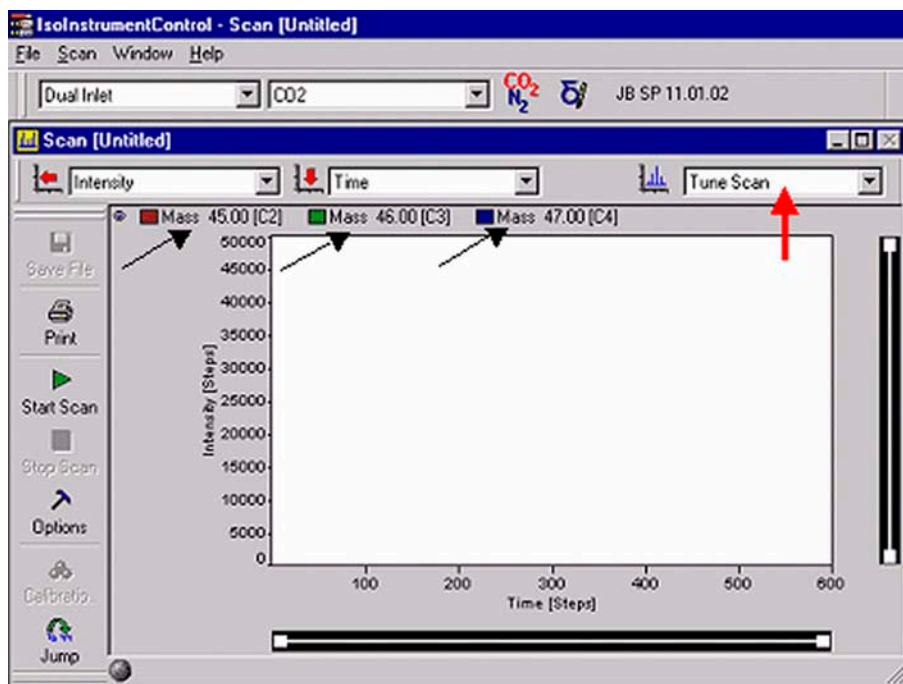 IsoInstrumentControl - Scan [Untitled]
File Scan Window Help
Dual Inlet CO2 CO2 N2 JB SP 11.01.02
Scan [Untitled]
Intensity Time Tune Scan
Mass 45.00 [C2] Mass 46.00 [C3] Mass 47.00 [C4]
Save File
Print
Start Scan
Stop Scan
Options
Calibratio..
Jump
Intensity [Steps]
50000
45000
40000
35000
30000
25000
20000
15000
10000
5000
0
100 200 300 400 500 600
Time [Steps]